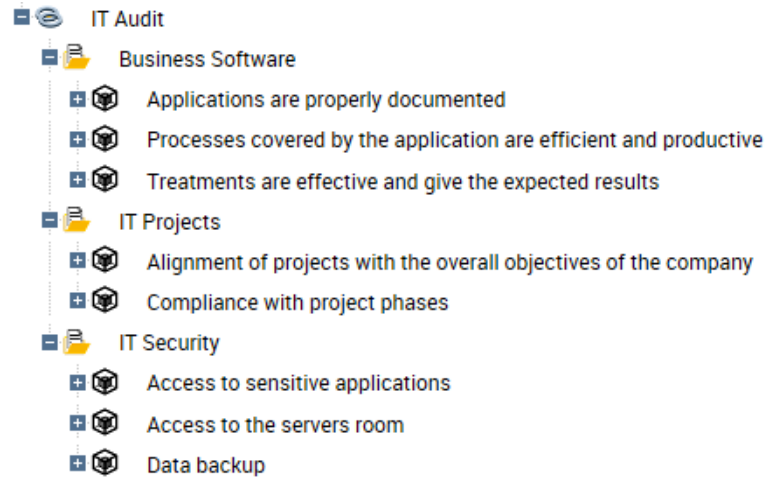 IT Audit
Business Software
Applications are properly documented
Processes covered by the application are efficient and productive
Treatments are effective and give the expected results
IT Projects
Alignment of projects with the overall objectives of the company
Compliance with project phases
IT Security
Access to sensitive applications
Access to the servers room
Data backup